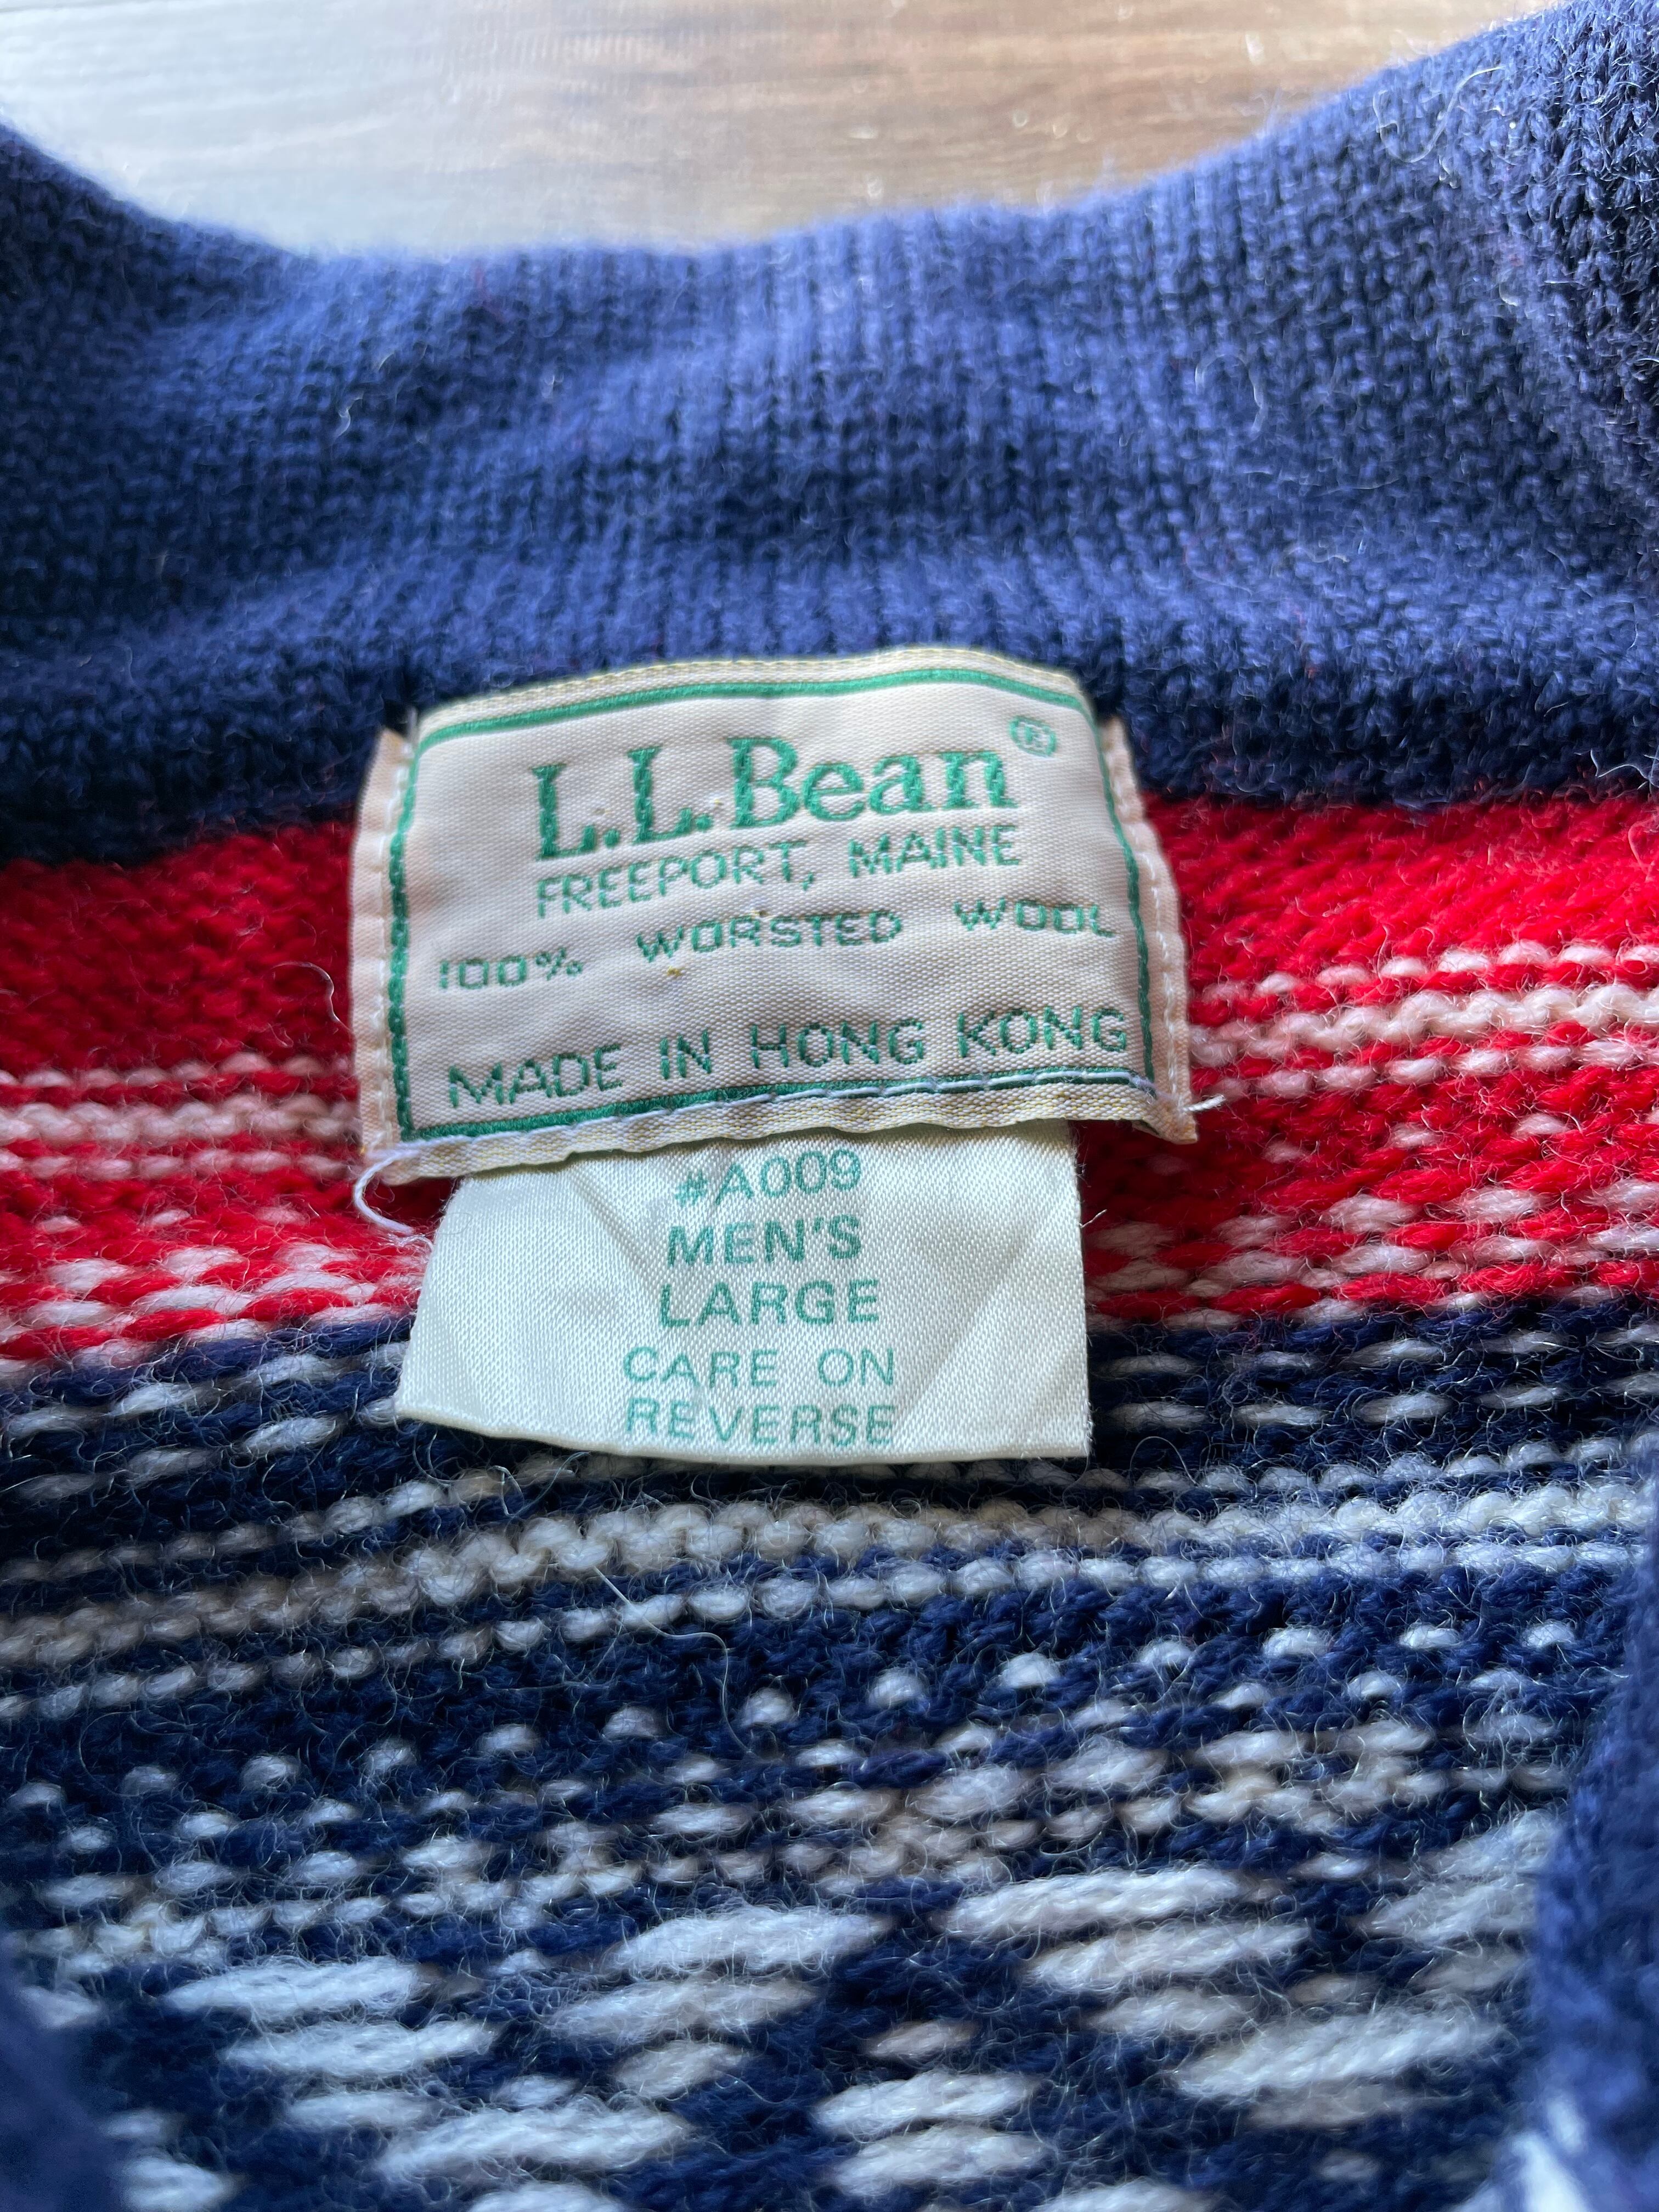 L.L.Bean®
FREEPORT, MAINE
100% WORSTED WOOL
MADE IN HONG KONG
#A009
MEN'S
LARGE
CARE ON
REVERSE